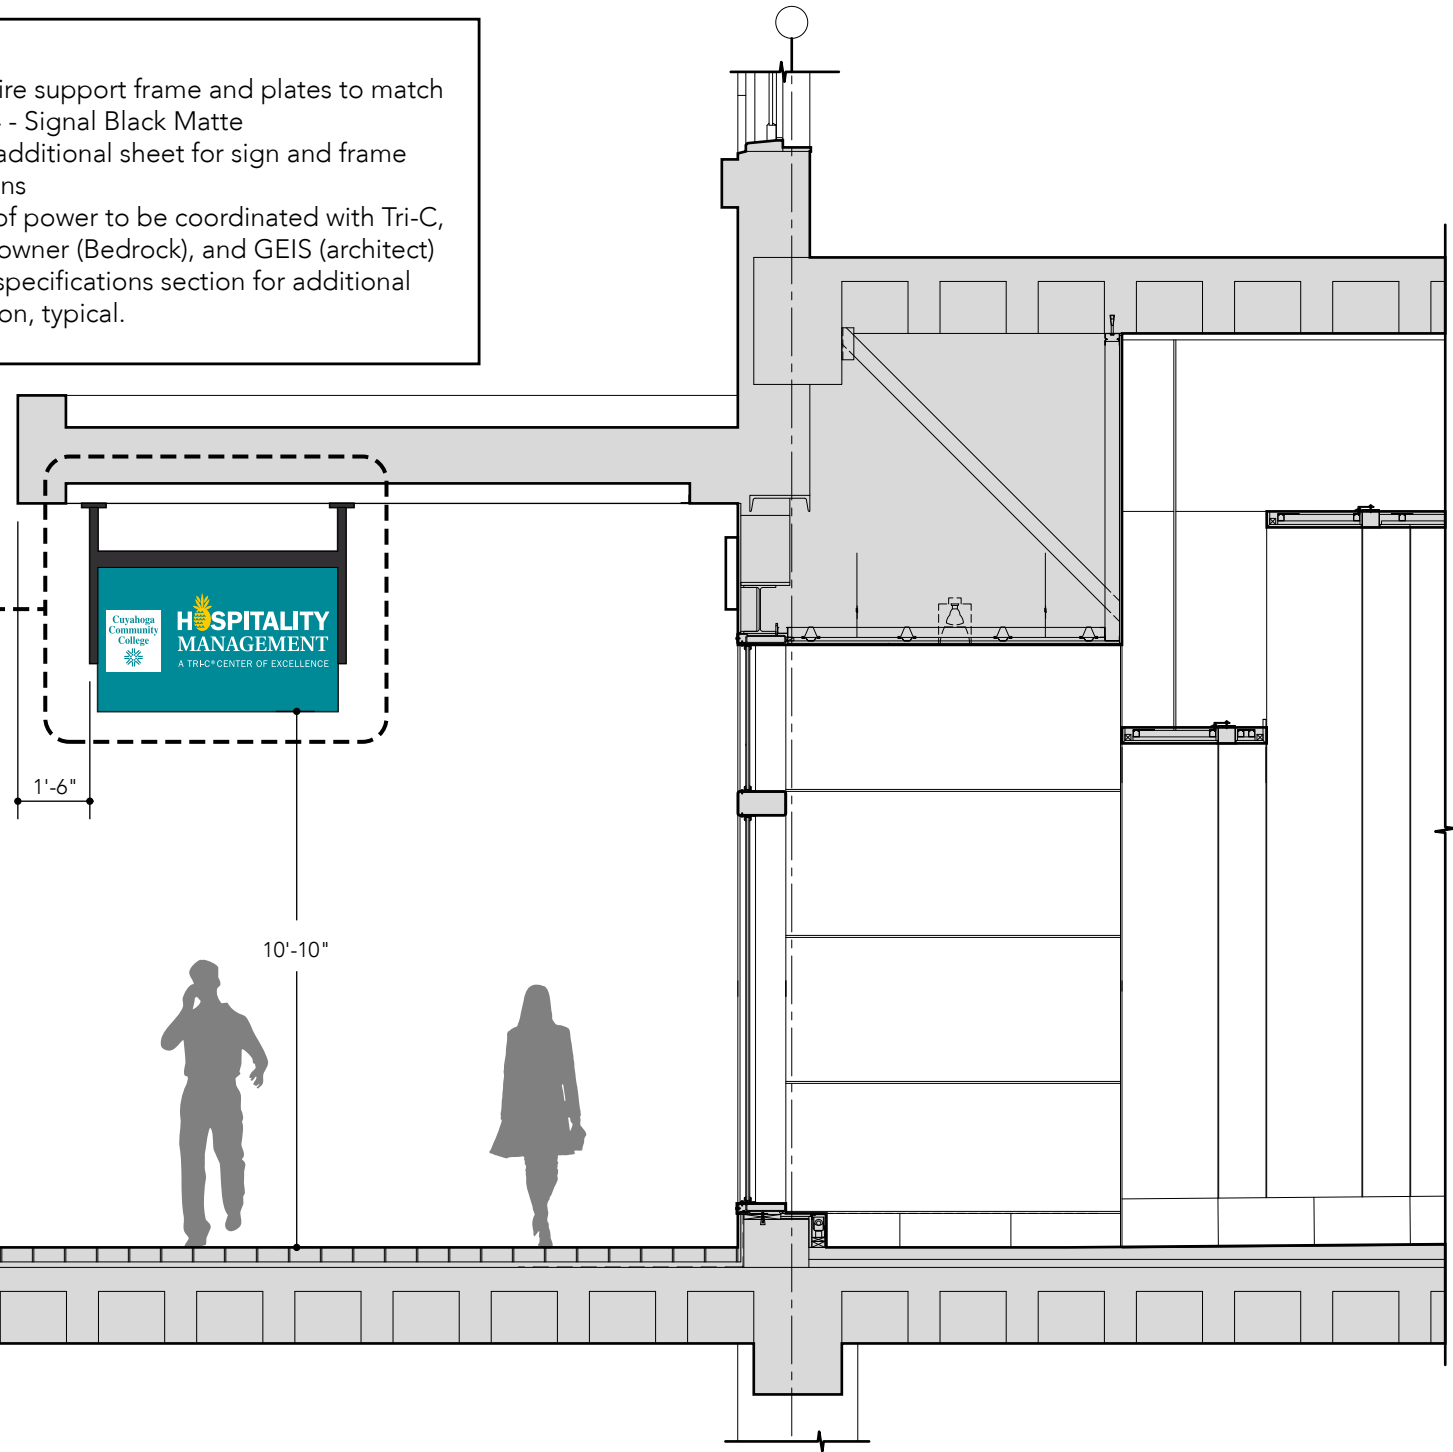 ire support frame and plates to match
- Signal Black Matte
additional sheet for sign and frame
ns
of power to be coordinated with Tri-C,
owner (Bedrock), and GEIS (architect)
specifications section for additional
on, typical.
Cuyahoga
Community
College
HOSPITALITY
MANAGEMENT
A TRI-C® CENTER OF EXCELLENCE
1'-6"
10'-10"